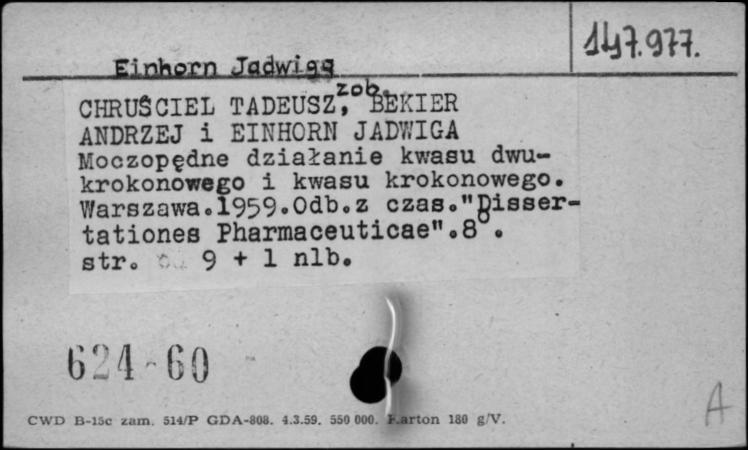 147.977.
Einhorn Jadwiga
zob.
CHRUŚCIEL TADEUSZ, BEKIER
ANDRZEJ i EINHORN JADWIGA
Moczopędne działanie kwasu dwu-
krokonowego i kwasu krokonowego.
Warszawa.1959.Odb.z czas."Disser-
tationes Pharmaceuticae".8⁰.
str. 9 + 1 nlb.
624-60
A
CWD B-15c zam. 514/P GDA-808. 4.3.59. 550 000. Karton 180 g/V.